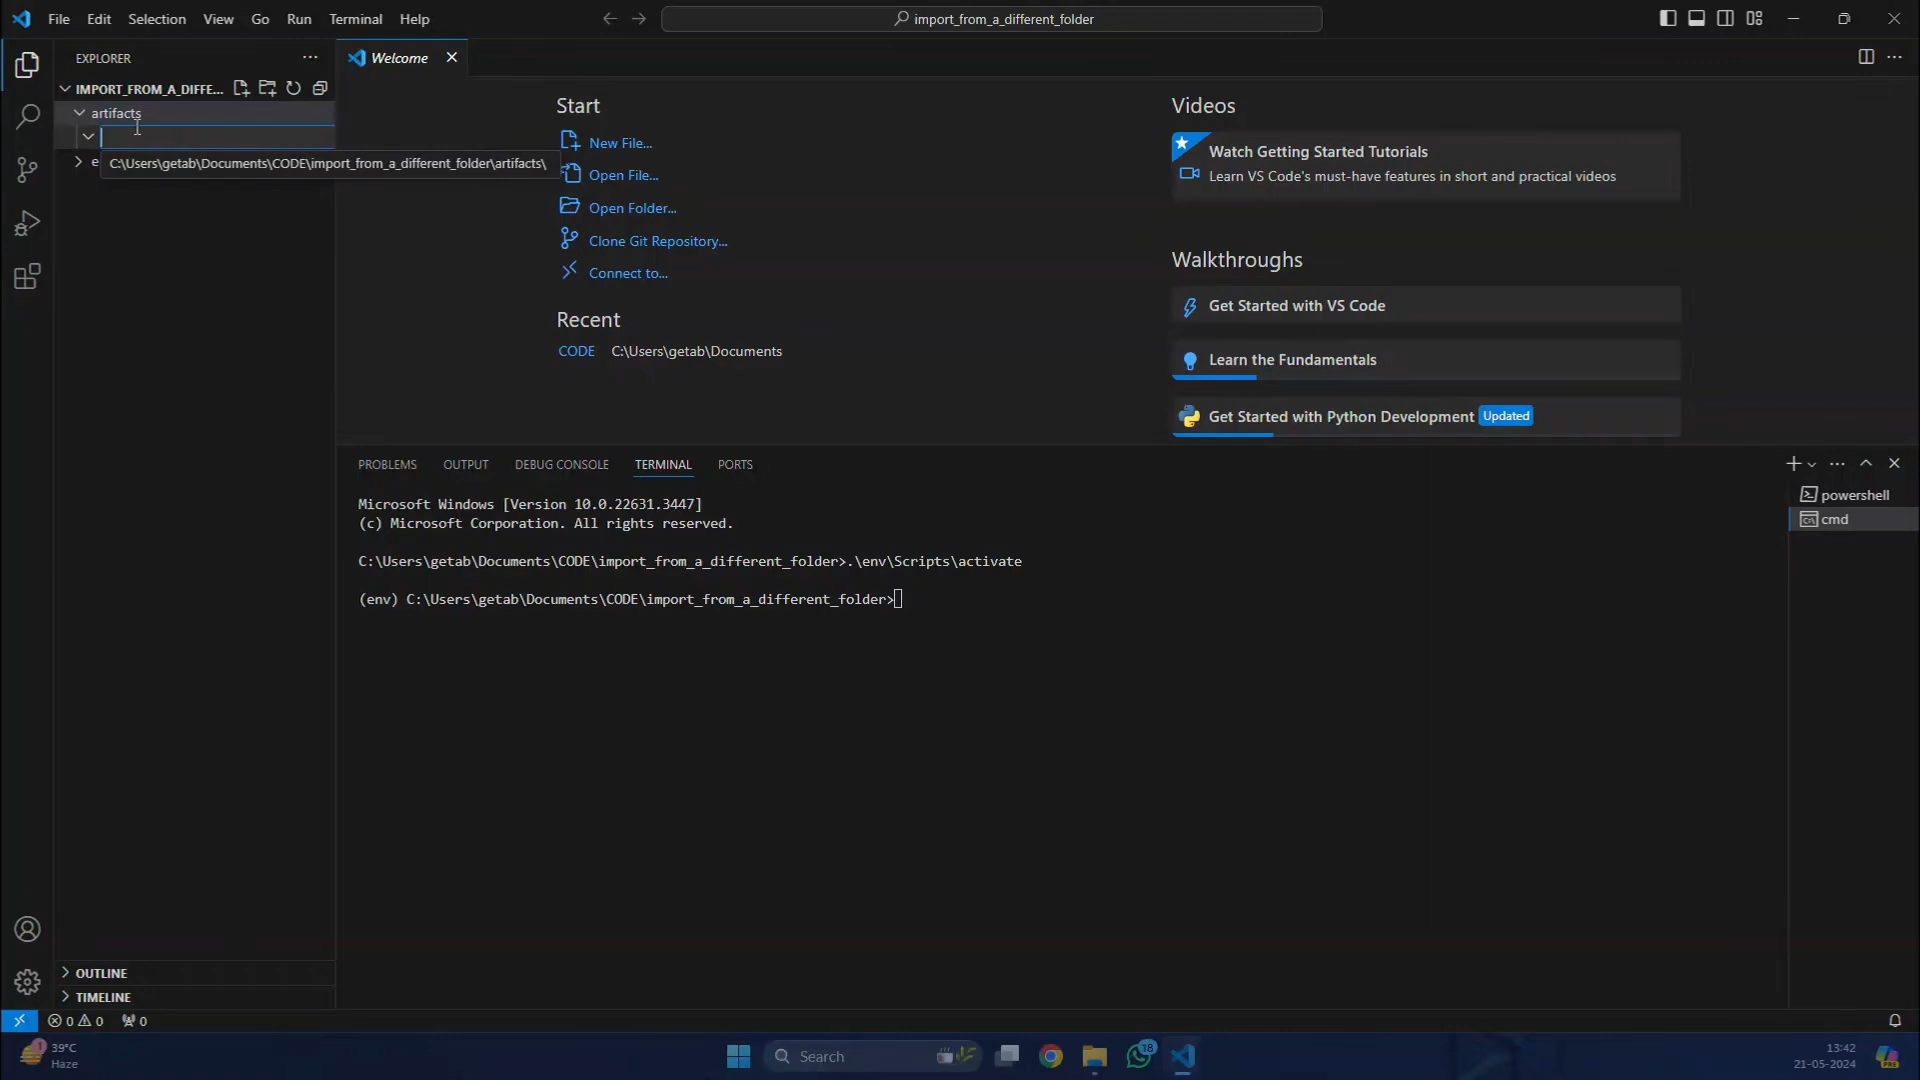 File Edit Selection View Go Run Terminal Help
import_from_a_different_folder
EXPLORER
Welcome
IMPORT_FROM_A_DIFFE...
artifacts
e
C:\Users\getab\Documents\CODE\import_from_a_different_folder\artifacts\
Start
New File...
Open File...
Open Folder...
Clone Git Repository...
Connect to...
Recent
CODE C:\Users\getab\Documents
Videos
Watch Getting Started Tutorials
Learn VS Code's must-have features in short and practical videos
Walkthroughs
Get Started with VS Code
Learn the Fundamentals
Get Started with Python Development Updated
PROBLEMS OUTPUT DEBUG CONSOLE TERMINAL PORTS
Microsoft Windows [Version 10.0.22631.3447]
(c) Microsoft Corporation. All rights reserved.
C:\Users\getab\Documents\CODE\import_from_a_different_folder>.\env\Scripts\activate
(env) C:\Users\getab\Documents\CODE\import_from_a_different_folder>
powershell
cmd
OUTLINE
TIMELINE
0 0 0
1
39°C
Haze
Search
18
13:42
21-05-2024